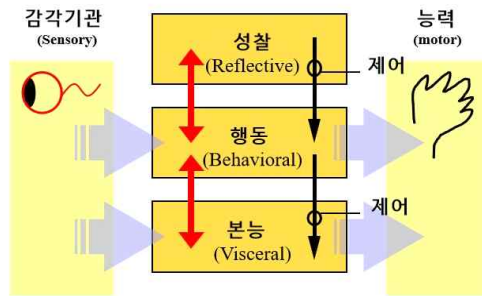 감각기관
(Sensory)
성찰
(Reflective)
제어
행동
(Behavioral)
제어
본능
(Visceral)
능력
(motor)